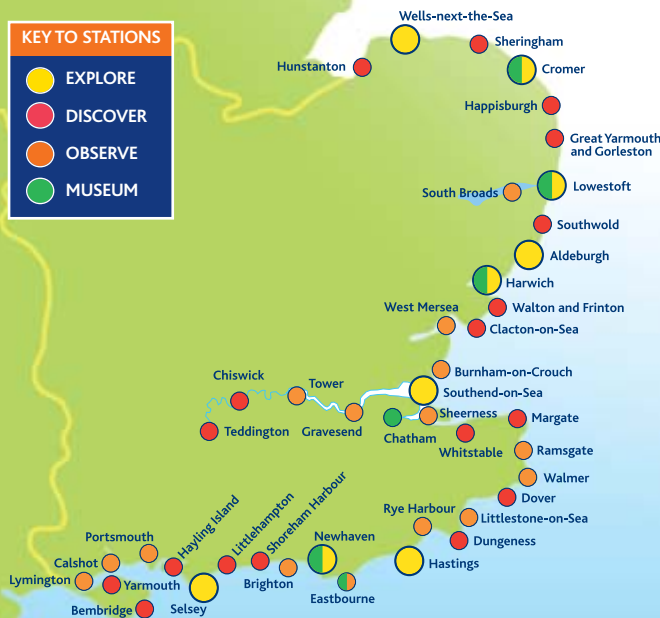 KEY TO STATIONS
EXPLORE
DISCOVER
OBSERVE
MUSEUM
Wells-next-the-Sea
Sheringham
Hunstanton
Cromer
Happisburgh
Great Yarmouth
and Gorleston
South Broads
Lowestoft
Southwold
Aldeburgh
Harwich
West Mersea
Walton and Frinton
Clacton-on-Sea
Burnham-on-Crouch
Chiswick
Tower
Southend-on-Sea
Sheerness
Margate
Teddington
Gravesend
Chatham
Whitstable
Ramsgate
Walmer
Dover
Rye Harbour
Littlestone-on-Sea
Dungeness
Hastings
Portsmouth
Hayling Island
Littlehampton
Shoreham Harbour
Newhaven
Calshot
Lymington
Yarmouth
Brighton
Eastbourne
Bembridge
Selsey